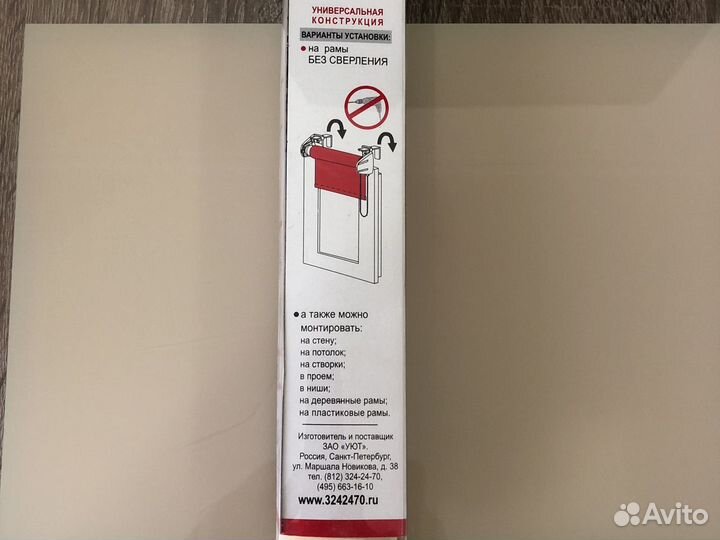 УНИВЕРСАЛЬНАЯ
КОНСТРУКЦИЯ
ВАРИАНТЫ УСТАНОВКИ:
• на рамы
БЕЗ СВЕРЛЕНИЯ
• а также можно
монтировать:
на стену;
на потолок;
на створки;
в проем;
в ниши;
на деревянные рамы;
на пластиковые рамы.
Изготовитель и поставщик
ЗАО «УЮТ».
Россия, Санкт-Петербург,
ул. Маршала Новикова, д. 38
тел. (812) 324-24-70,
(495) 663-16-10
www.3242470.ru
Avito